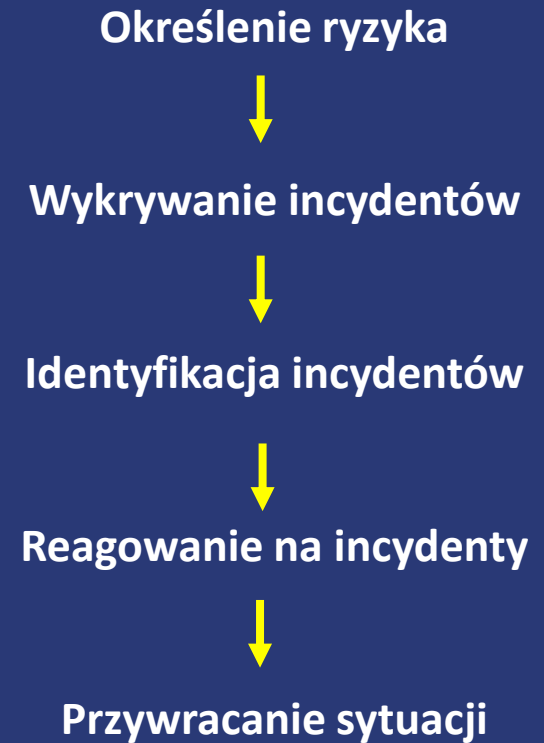 Określenie ryzyka
Wykrywanie incydentów
Identyfikacja incydentów
Reagowanie na incydenty
Przywracanie sytuacji